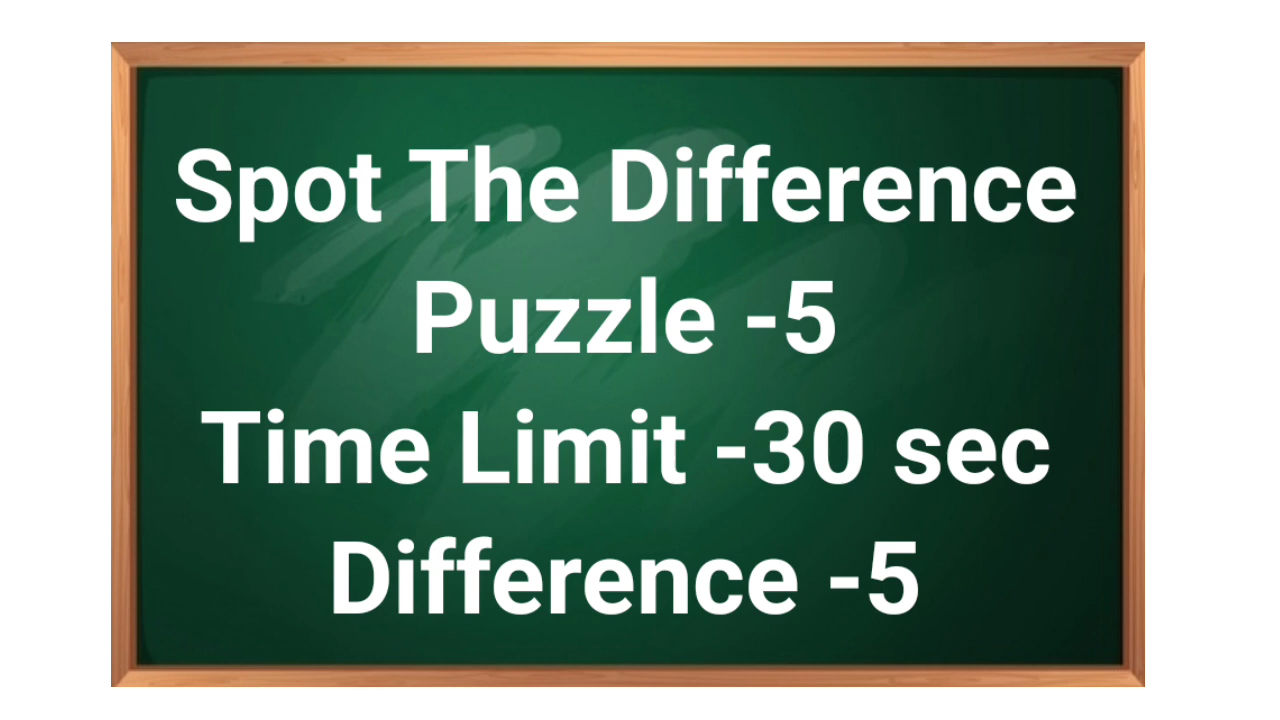 Spot The Difference
Puzzle -5
Time Limit -30 sec
Difference -5